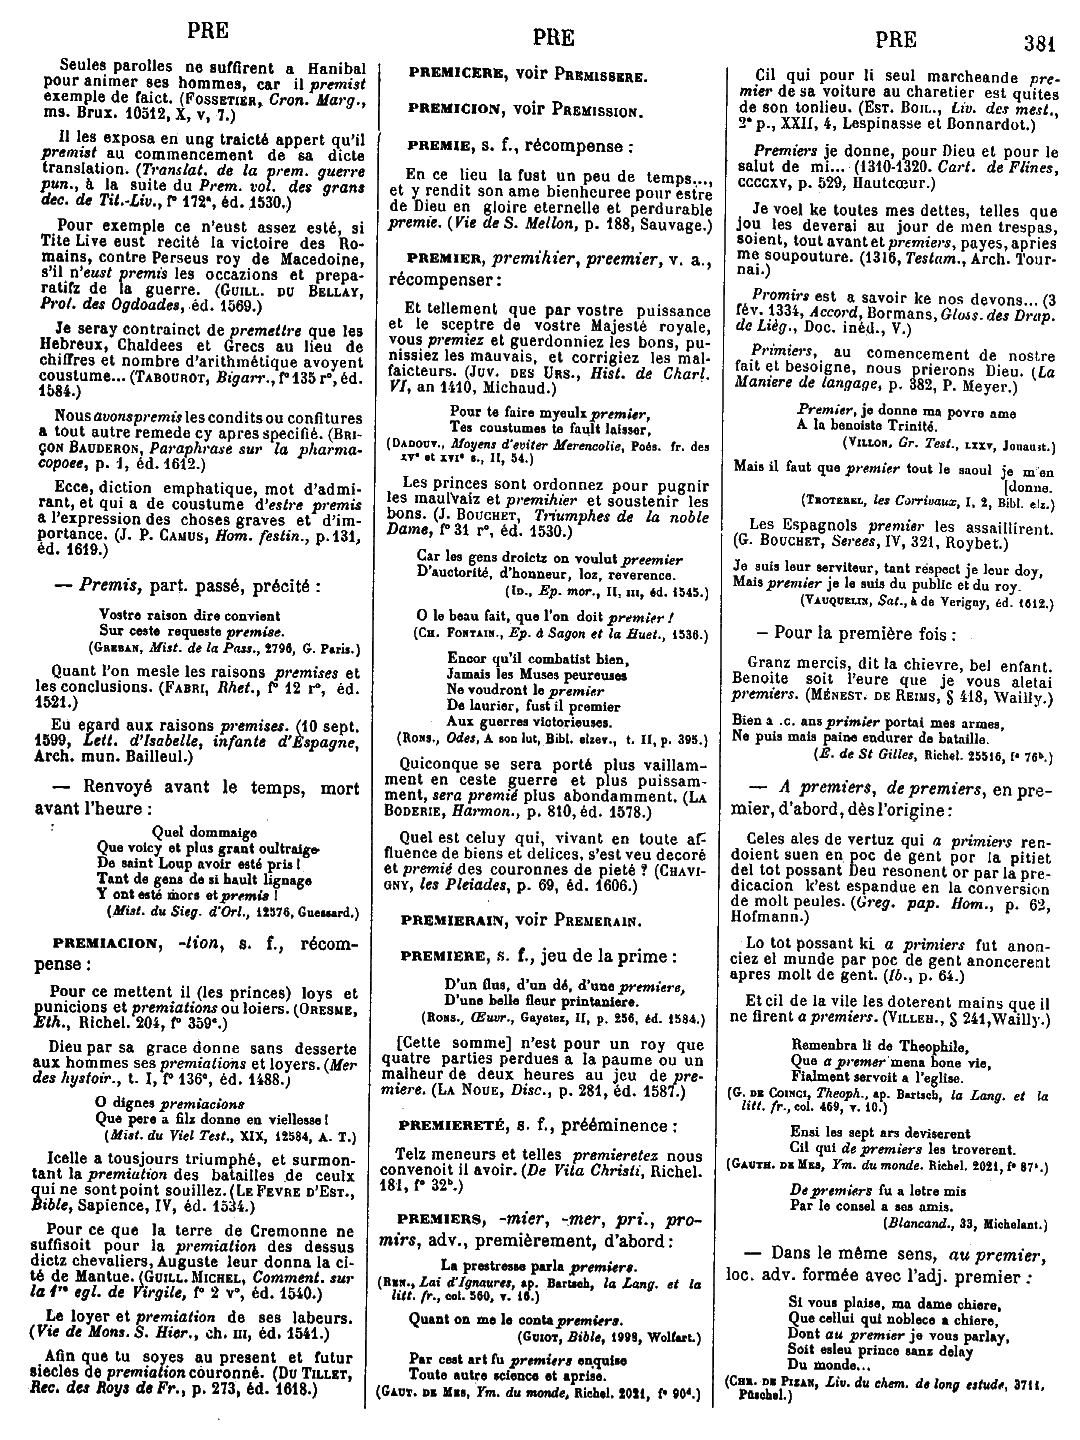 PRE
PRE
PRE
381
Seules parolles ne suffirent a Hanibal
pour animer ses hommes, car il premist
exemple de faict. (FOSSETIER, Cron. Marg.,
ms. Brux. 10512, X, v, 7.)
Il les exposa en ung traicté appert qu'il
premist au commencement de sa dicte
translation. (Translat. de la prem. guerre
pun., à la suite du Prem. vol. des grans
dec. de Tit.-Liv., f° 172ª, éd. 1530.)
Pour exemple ce n'eust assez esté, si
Tite Live eust recité la victoire des Ro-
mains, contre Perseus roy de Macedoine,
s'il n'eust premis les occazions et prepa-
ratifz de la guerre. (GUILL. DU BELLAY,
Prol. des Ogdoades, éd. 1569.)
Je seray contrainct de premettre que les
Hebreux, Chaldees et Grecs au lieu de
chiffres et nombre d'arithmétique avoyent
coustume... (TABOUROT, Bigarr., f° 135 r°, éd.
1584.)
Nous avons premis les condits ou confitures
a tout autre remede cy apres specifié. (BRI-
ÇON BAUDERON, Paraphrase sur la pharma-
copoee, p. 1, éd. 1612.)
Ecce, diction emphatique, mot d'admi-
rant, et qui a de coustume d'estre premis
a l'expression des choses graves et d'im-
portance. (J. P. CAMUS, Hom. festin., p. 131,
éd. 1619.)
— Premis, part. passé, précité :
Vostre raison dire convient
Sur ceste requeste premise.
(GREBAN, Mist. de la Pass., 2796, G. Paris.)
Quant l'on mesle les raisons premises et
les conclusions. (FABRI, Rhet., f° 12 r°, éd.
1521.)
Eu egard aux raisons premises. (10 sept.
1599, Lett. d'Isabelle, infante d'Espagne,
Arch. mun. Bailleul.)
— Renvoyé avant le temps, mort
avant l'heure :
Quel dommaige
Que voicy et plus grant oultraige
De saint Loup avoir esté pris !
Tant de gens de si hault lignage
Y ont esté mors et premis !
(Mist. du Sieg. d'Orl., 12576, Guessard.)
PREMIACION, -tion, s. f., récom-
pense :
Pour ce mettent il (les princes) loys et
punicions et premiations ou loiers. (ORESME,
Eth., Richel. 204, f° 359ª.)
Dieu par sa grace donne sans desserte
aux hommes ses premiations et loyers. (Mer
des hystoir., t. I, f° 136ª, éd. 1488.)
O dignes premiacions
Que pere a filz donne en viellesse !
(Mist. du Viel Test., XIX, 12584, A. T.)
Icelle a tousjours triumphé, et surmon-
tant la premiation des batailles de ceulx
qui ne sont point souillez. (LE FEVRE D'EST.,
Bible, Sapience, IV, éd. 1534.)
Pour ce que la terre de Cremonne ne
suffisoit pour la premiation des dessus
dictz chevaliers, Auguste leur donna la ci-
té de Mantue. (GUILL. MICHEL, Comment. sur
la 1re egl. de Virgile, f° 2 v°, éd. 1540.)
Le loyer et premiation de ses labeurs.
(Vie de Mons. S. Hier., ch. III, éd. 1541.)
Afin que tu soyes au present et futur
siecles de premiation couronné. (DU TILLET,
Rec. des Roys de Fr., p. 273, éd. 1618.)
PREMICERE, voir PREMISSERE.
PREMICION, voir PREMISSION.
PREMIE, s. f., récompense :
En ce lieu la fust un peu de temps...,
et y rendit son ame bienheuree pour estre
de Dieu en gloire eternelle et perdurable
premie. (Vie de S. Mellon, p. 188, Sauvage.)
PREMIER, premihier, preemier, v. a.,
récompenser :
Et tellement que par vostre puissance
et le sceptre de vostre Majesté royale,
vous premiez et guerdonniez les bons, pu-
nissiez les mauvais, et corrigiez les mal-
faicteurs. (JUV. DES URS., Hist. de Charl.
VI, an 1410, Michaud.)
Pour te faire myeulx premier,
Tes coustumes te fault laisser,
(DADOUV., Moyens d'eviter Merencolie, Poés. fr. des
XVe et XVIe s., II, 54.)
Les princes sont ordonnez pour pugnir
les maulvaiz et premihier et soustenir les
bons. (J. BOUCHET, Triumphes de la noble
Dame, f° 31 r°, éd. 1530.)
Car les gens droictz on voulut preemier
D'auctorité, d'honneur, loz, reverence.
(ID., Ep. mor., II, III, éd. 1545.)
O le beau fait, que l'on doit premier !
(CH. FONTAIN., Ep. à Sagon et la Huet., 1536.)
Encor qu'il combatist bien,
Jamais les Muses peureuses
Ne voudront le premier
De laurier, fust il premier
Aux guerres victorieuses.
(RONS., Odes, A son lut, Bibl. elzev., t. II, p. 395.)
Quiconque se sera porté plus vaillam-
ment en ceste guerre et plus puissam-
ment, sera premié plus abondamment. (LA
BODERIE, Harmon., p. 810, éd. 1578.)
Quel est celuy qui, vivant en toute af-
fluence de biens et delices, s'est veu decoré
et premié des couronnes de pieté ? (CHAVI-
GNY, les Pleiades, p. 69, éd. 1606.)
PREMIERAIN, voir PREMERAIN.
PREMIERE, s. f., jeu de la prime :
D'un flus, d'un dé, d'une premiere,
D'une belle fleur printaniere.
(RONS., Œuvr., Gayetez, II, p. 256, éd. 1584.)
[Cette somme] n'est pour un roy que
quatre parties perdues a la paume ou un
malheur de deux heures au jeu de pre-
miere. (LA NOUE, Disc., p. 281, éd. 1587.)
PREMIERETÉ, s. f., prééminence :
Telz meneurs et telles premieretez nous
convenoit il avoir. (De Vita Christi, Richel.
181, f° 32ᵇ.)
PREMIERS, -mier, -mer, pri., pro-
mirs, adv., premièrement, d'abord :
La prestresse parla premiers.
(REN., Lai d'Ignaures, ap. Bartsch, la Lang. et la
litt. fr., col. 560, v. 16.)
Quant on me le conta premiers.
(GUIOT, Bible, 1998, Wolfart.)
Par cest art fu premiers enquise
Toute autre science et aprise.
(GAUT. DE MES, Ym. du monde, Richel. 2021, f° 90ᵈ.)
Cil qui pour li seul marcheande pre-
mier de sa voiture au charetier est quites
de son tonlieu. (EST. BOIL., Liv. des mest.,
2e p., XXII, 4, Lespinasse et Bonnardot.)
Premiers je donne, pour Dieu et pour le
salut de mi... (1310-1320. Cart. de Flines,
CCCCXV, p. 529, Hautcœur.)
Je voel ke toutes mes dettes, telles que
jou les deverai au jour de men trespas,
soient, tout avant et premiers, payes, apries
me soupouture. (1316, Testam., Arch. Tour-
nai.)
Promirs est a savoir ke nos devons... (3
fév. 1334, Accord, Bormans, Gloss. des Drap.
de Liég., Doc. inéd., V.)
Primiers, au comencement de nostre
fait et besoigne, nous prierons Dieu. (La
Maniere de langage, p. 382, P. Meyer.)
Premier, je donne ma povre ame
A la benoiste Trinité.
(VILLON, Gr. Test., LXXV, Jouaust.)
Mais il faut que premier tout le saoul je m'en
[donne.
(TROTEREL, les Corrivaux, I, 2, Bibl. elz.)
Les Espagnols premier les assaillirent.
(G. BOUCHET, Serees, IV, 321, Roybet.)
Je suis leur serviteur, tant respect je leur doy,
Mais premier je le suis du public et du roy.
(VAUQUELIN, Sat., à de Verigny, éd. 1612.)
— Pour la première fois :
Granz mercis, dit la chievre, bel enfant.
Benoite soit l'eure que je vous aletai
premiers. (MÉNEST. DE REIMS, § 418, Wailly.)
Bien a .c. ans primier portai mes armes,
Ne puis mais paine endurer de bataille.
(E. de St Gilles, Richel. 25516, f° 76ᵇ.)
— A premiers, de premiers, en pre-
mier, d'abord, dès l'origine :
Celes ales de vertuz qui a primiers ren-
doient suen en poc de gent por la pitiet
del tot possant Deu resonent or par la pre-
dicacion k'est espandue en la conversion
de molt peules. (Greg. pap. Hom., p. 62,
Hofmann.)
Lo tot possant ki a primiers fut anon-
ciez el munde par poc de gent anoncerent
apres molt de gent. (Ib., p. 64.)
Et cil de la vile les doterent mains que il
ne firent a premiers. (VILLEH., § 241, Wailly.)
Remenbra li de Theophile,
Que a premer mena bone vie,
Fialment servoit a l'eglise.
(G. DE COINCI, Theoph., ap. Bartsch, la Lang. et la
litt. fr., col. 469, v. 10.)
Ensi les sept ars deviserent
Cil qui de premiers les troverent.
(GAUTH. DE MES, Ym. du monde. Richel. 2021, f° 87ª.)
De premiers fu a letre mis
Par le consel a ses amis.
(Blancand., 33, Michelant.)
— Dans le même sens, au premier,
loc. adv. formée avec l'adj. premier :
Si vous plaise, ma dame chiere,
Que cellui qui noblece a chiere,
Dont au premier je vous parlay,
Soit esleu prince sanz delay
Du monde...
(CHR. DE PIZAN, Liv. du chem. de long estude, 3711,
Püschel.)